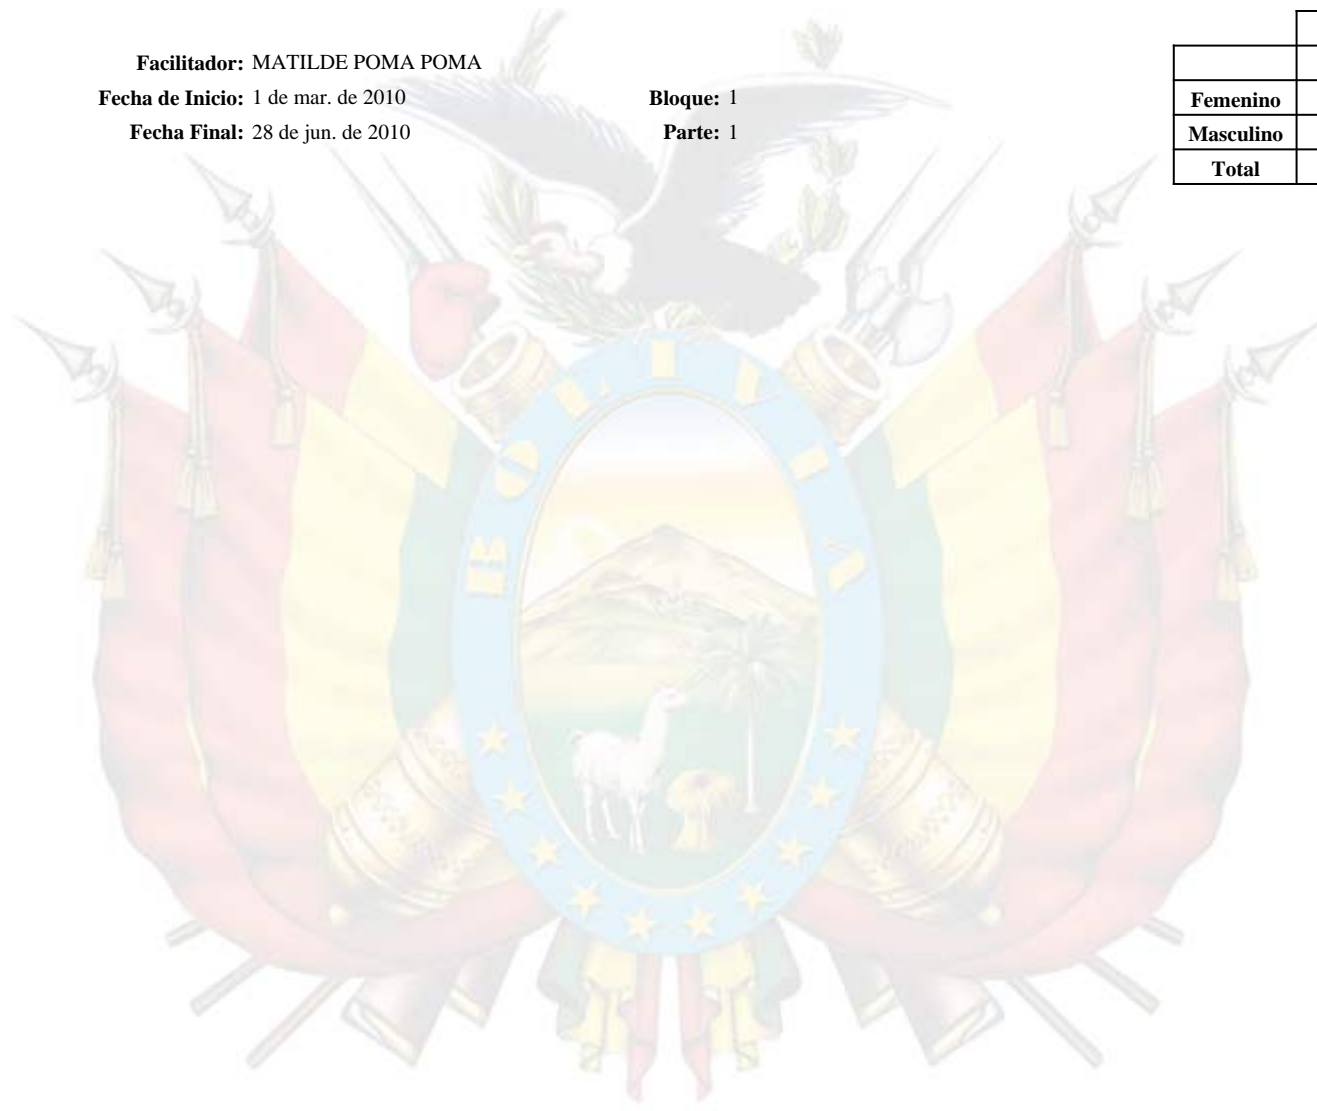 Facilitador: MATILDE POMA POMA
Fecha de Inicio: 1 de mar. de 2010 Bloque: 1
Fecha Final: 28 de jun. de 2010 Parte: 1
Femenino
Masculino
Total
BOLIVIA